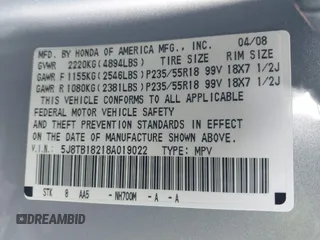 MFD. BY HONDA OF AMERICA MFG., INC. 04/08
GVWR 2220KG(4894LBS) TIRE SIZE RIM SIZE
GAWR F 1155KG(2546LBS)P235/55R18 99V 18X7 1/2J
GAWR R 1080KG(2381LBS)P235/55R18 99V 18X7 1/2J
THIS VEHICLE CONFORMS TO ALL APPLICABLE
FEDERAL MOTOR VEHICLE SAFETY
AND THEFT PREVENTION STANDARDS IN EFFECT ON THE
DATE OF MANUFACTURE SHOWN ABOVE.
V.I.N.: 5J8TB18218A019022 TYPE: MPV
STK 8 AA5 - NH700M - A - A
DREAMBID